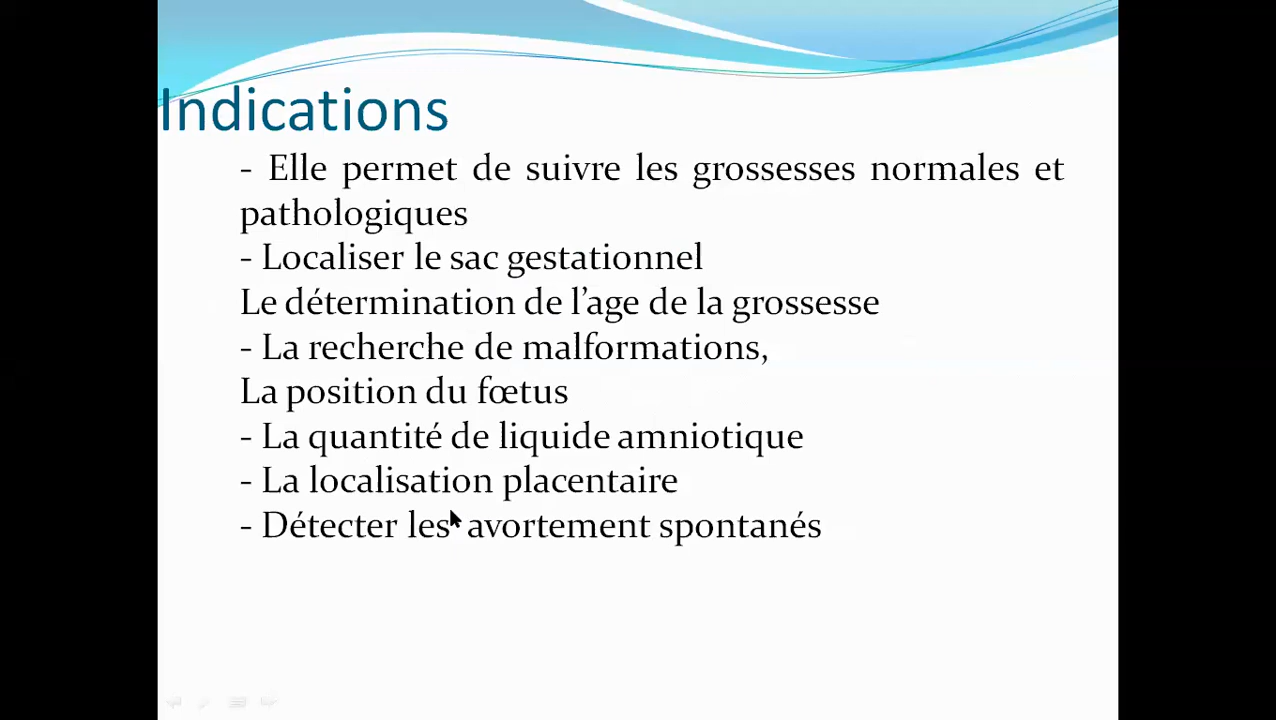 Indications
- Elle permet de suivre les grossesses normales et
pathologiques
- Localiser le sac gestationnel
Le détermination de l’age de la grossesse
- La recherche de malformations,
La position du fœtus
- La quantité de liquide amniotique
- La localisation placentaire
- Détecter les avortement spontanés